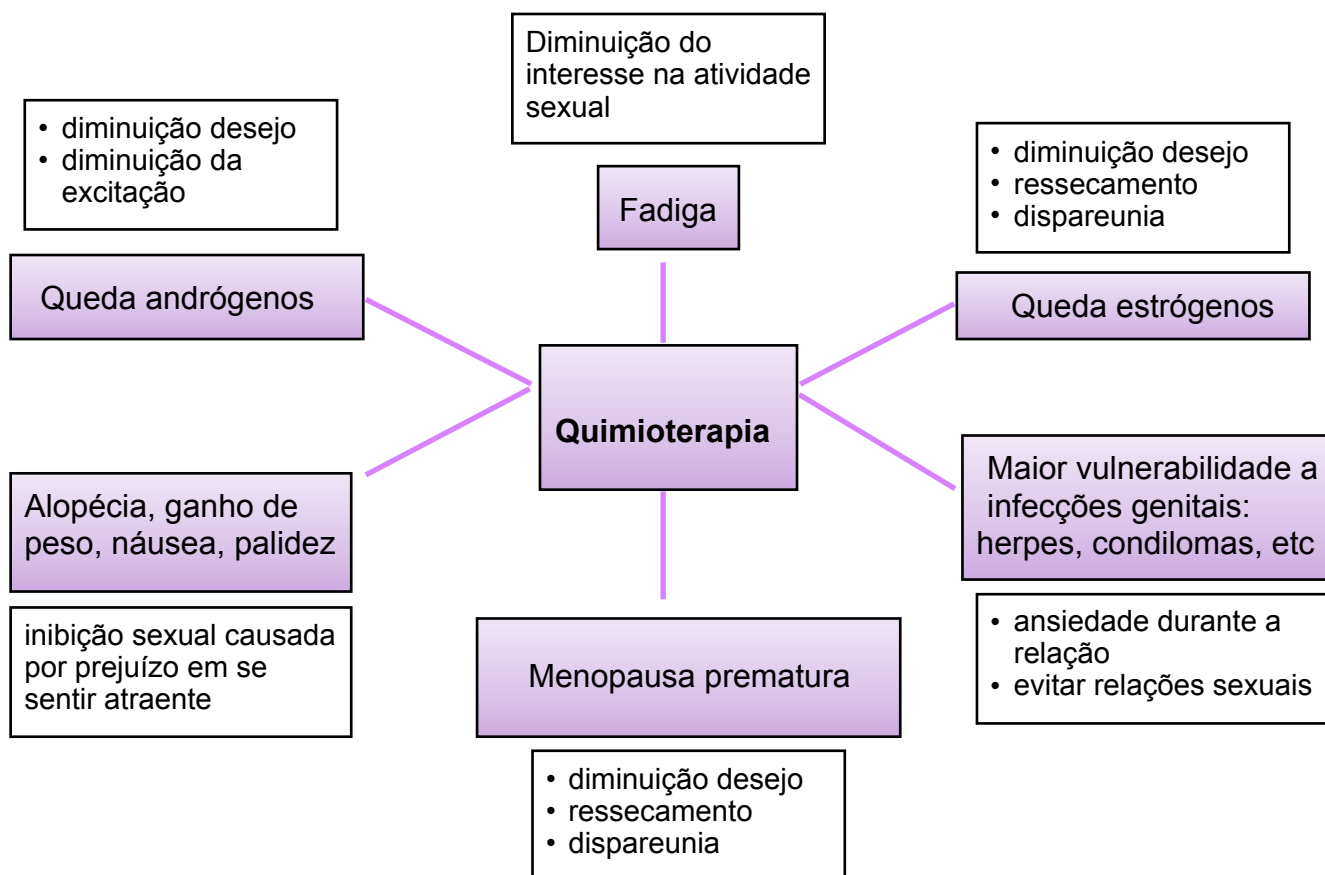 Diminuição do
interesse na atividade
sexual
Fadiga
• diminuição desejo
• diminuição da
excitação
Queda andrógenos
• diminuição desejo
• ressecamento
• dispareunia
Queda estrógenos
Quimioterapia
Alopécia, ganho de
peso, náusea, palidez
inibição sexual causada
por prejuízo em se
sentir atraente
Maior vulnerabilidade a
infecções genitais:
herpes, condilomas, etc
• ansiedade durante a
relação
• evitar relações sexuais
Menopausa prematura
• diminuição desejo
• ressecamento
• dispareunia